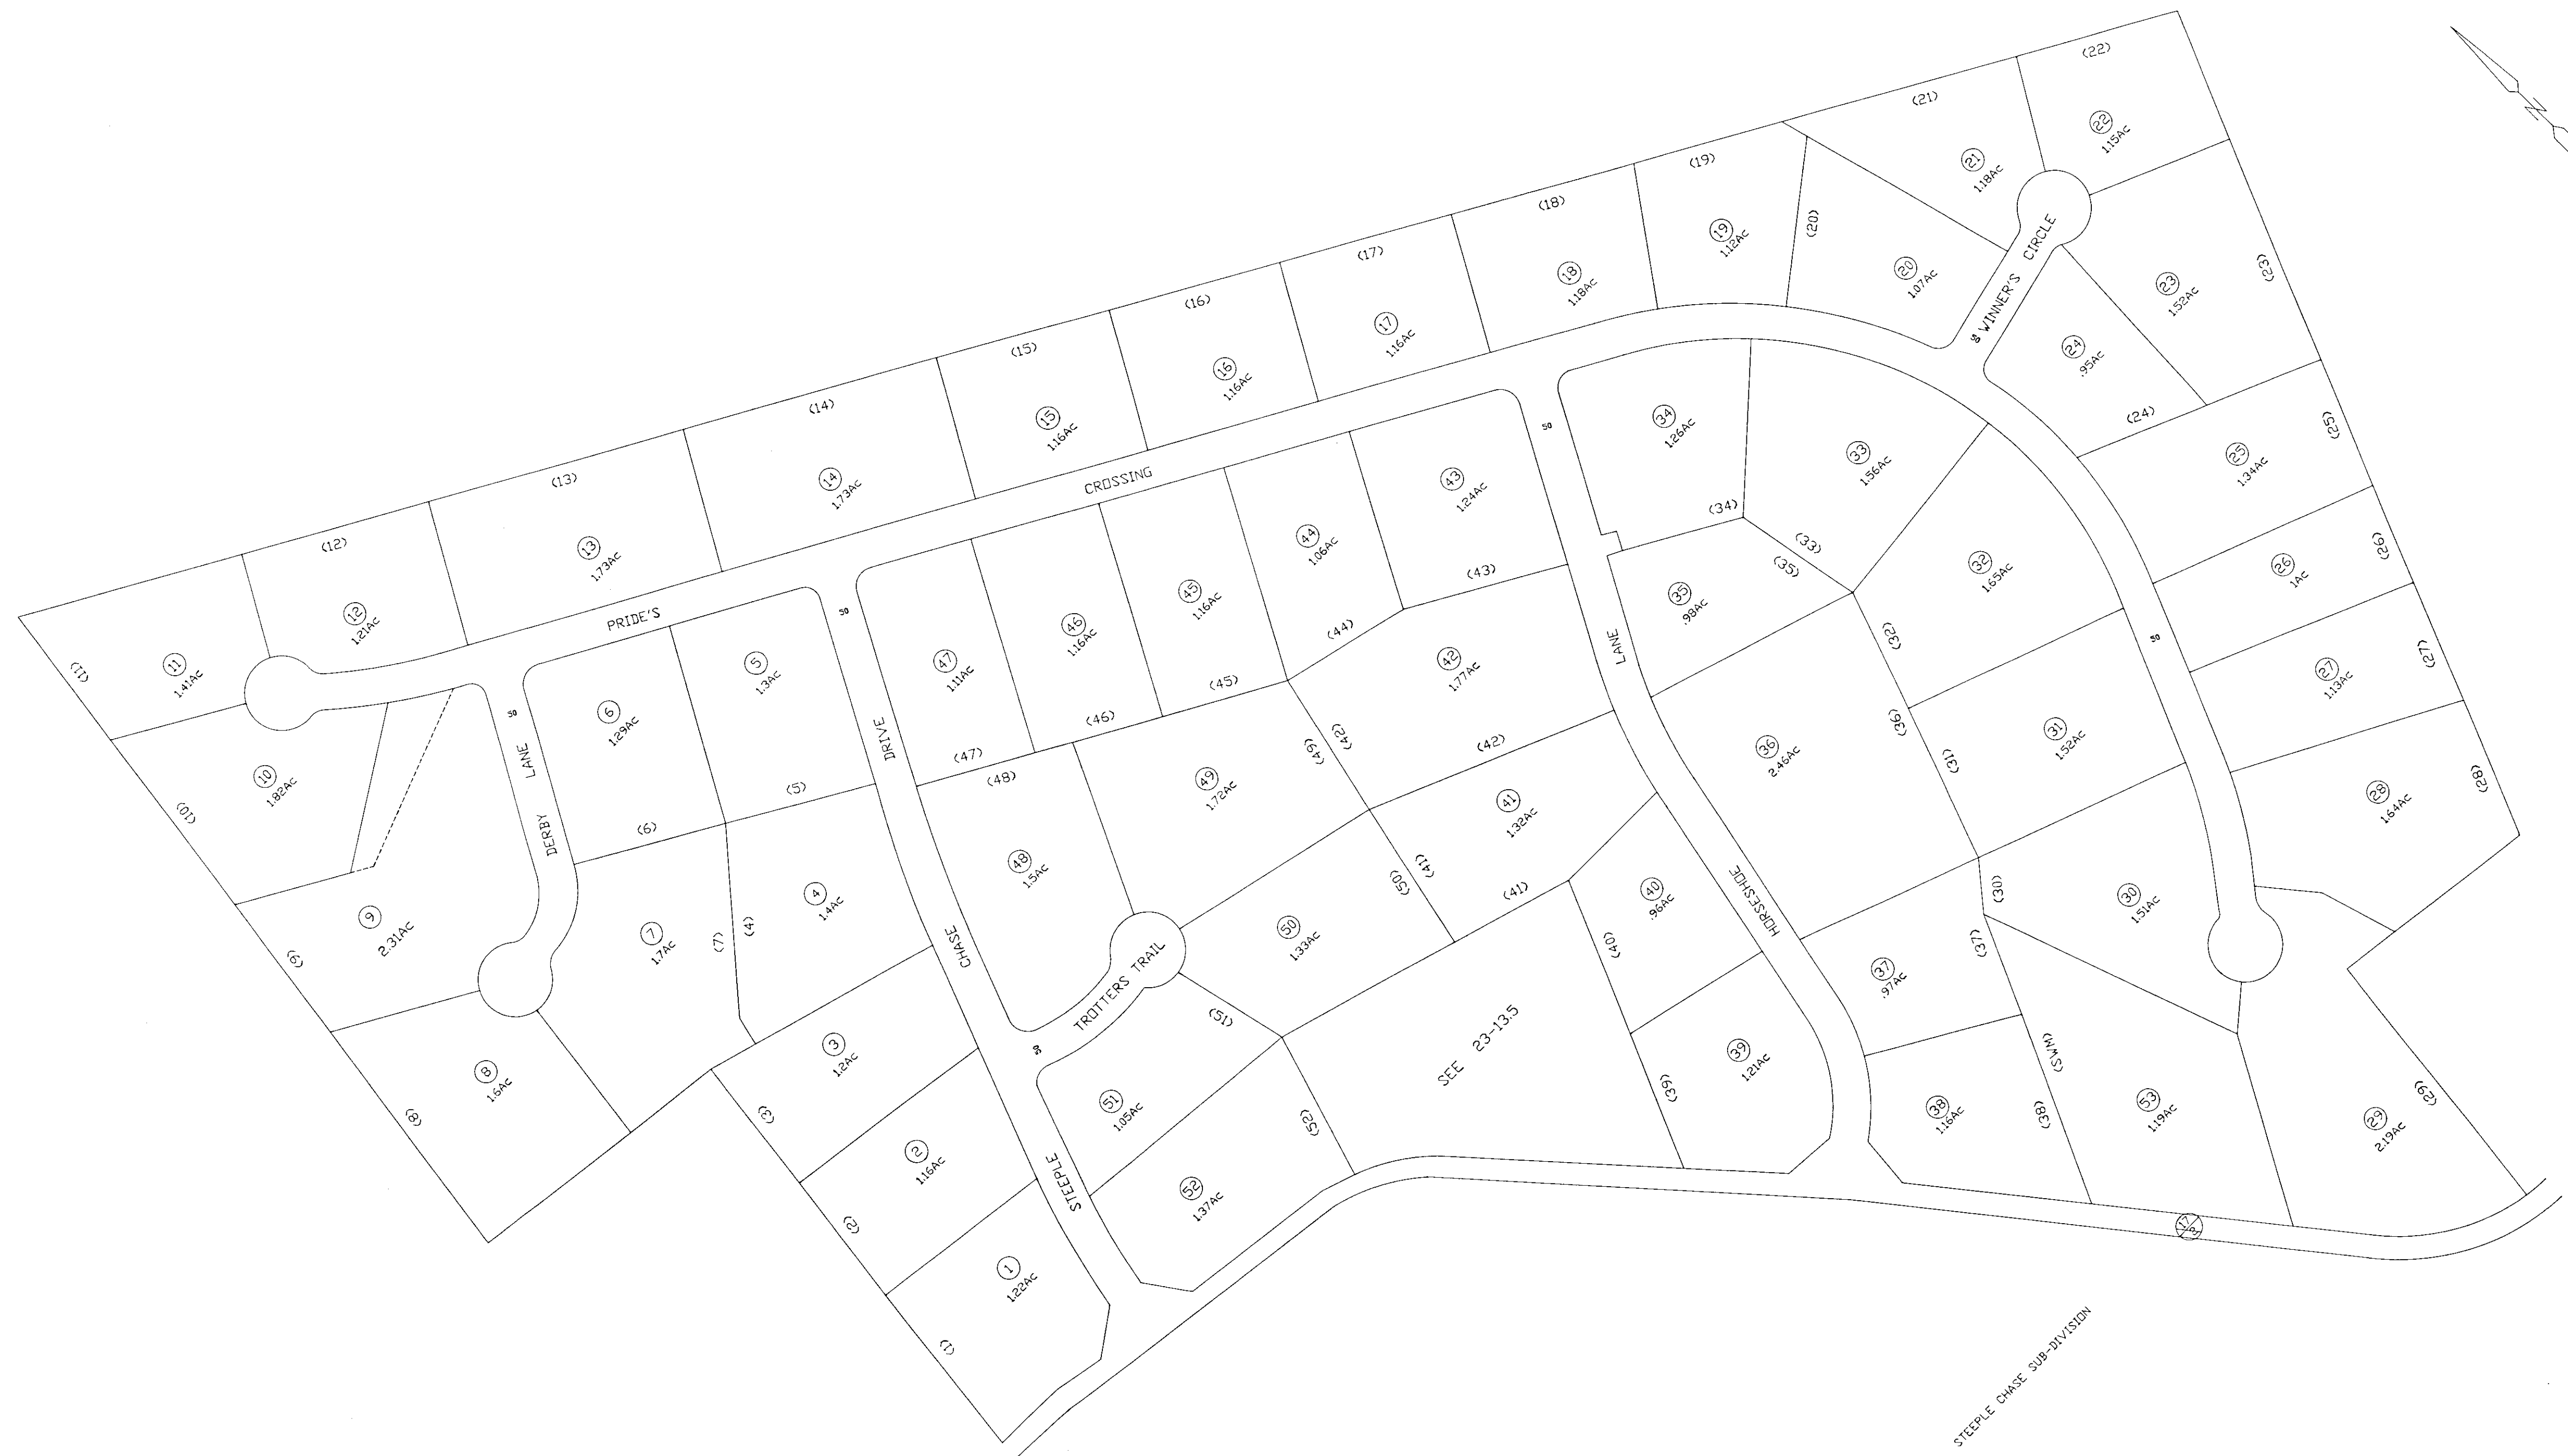 (22)
22
1.15Ac
(21)
21
1.18Ac
(19)
19
1.12Ac
(20)
20
1.07Ac
(18)
18
1.18Ac
(17)
17
1.16Ac
(16)
16
1.16Ac
(15)
15
1.16Ac
(14)
14
1.73Ac
(13)
13
1.73Ac
(12)
12
1.21Ac
(11)
11
1.41Ac
(10)
10
1.82Ac
(9)
9
2.31Ac
(8)
8
1.6Ac
N
WINNER'S CIRCLE
50
(23)
23
1.52Ac
24
.95Ac
(24)
(25)
25
1.34Ac
(26)
26
1Ac
(27)
27
1.13Ac
(28)
28
1.64Ac
(29)
29
2.19Ac
PRIDE'S CROSSING
50
DERBY LANE
50
6
1.29Ac
(6)
5
1.3Ac
(5)
7
1.7Ac
(7)
(4)
4
1.4Ac
3
1.2Ac
(3)
2
1.16Ac
(2)
1
1.22Ac
(1)
STEEPLE CHASE DRIVE
50
47
1.11Ac
(47)
46
1.16Ac
(46)
45
1.16Ac
(45)
44
1.06Ac
(44)
43
1.24Ac
(43)
42
1.77Ac
(42)
(42)
(49)
49
1.72Ac
(48)
48
1.5Ac
TROTTERS TRAIL
50
50
1.33Ac
(50)
(41)
41
1.32Ac
(41)
(51)
51
1.05Ac
(52)
52
1.37Ac
SEE 23-13.5
40
.96Ac
(40)
39
1.21Ac
(39)
HORSESHOE LANE
50
34
1.26Ac
(34)
33
1.56Ac
(33)
(35)
35
.98Ac
32
1.65Ac
(32)
(36)
36
2.46Ac
(31)
31
1.52Ac
(30)
30
1.51Ac
(37)
37
.97Ac
(SWM)
(38)
38
1.16Ac
53
1.19Ac
17
8
STEEPLE CHASE SUB-DIVISION